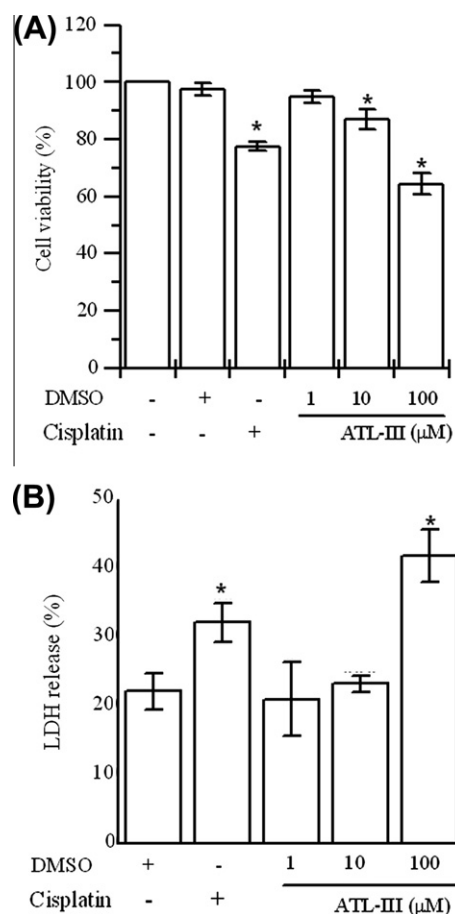 (A)
120
100
80
60
40
20
0
Cell viability (%)
*
*
*
DMSO - + - 1 10 100
Cisplatin - - + ATL-III (μM)
(B)
50
40
30
20
10
0
LDH release (%)
*
*
DMSO + - 1 10 100
Cisplatin - + ATL-III (μM)